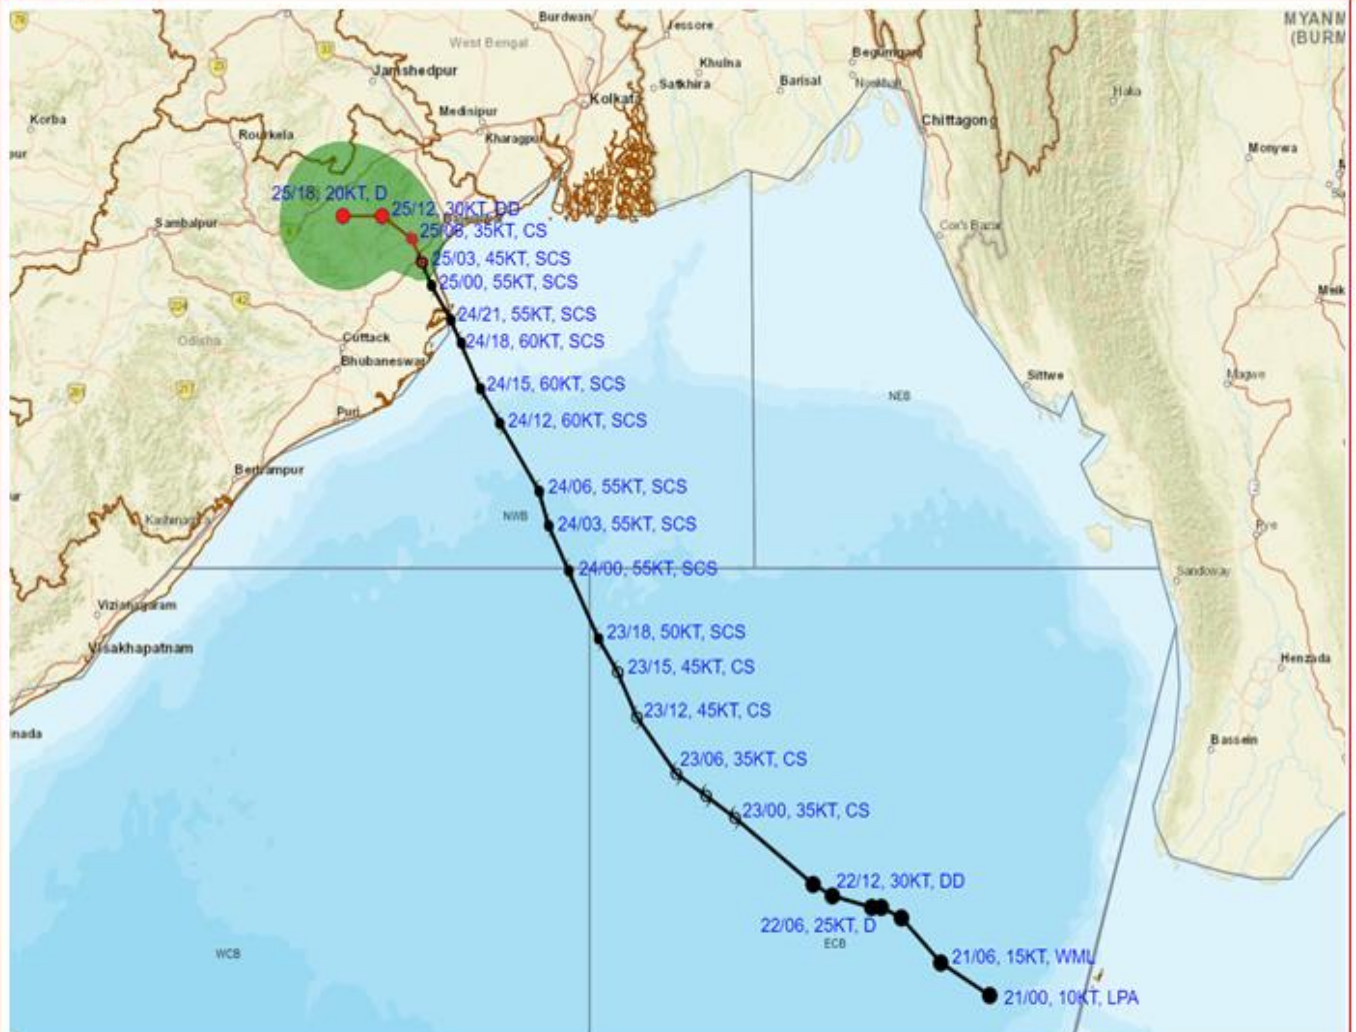 Burdwan
MYANM
(BURM
Jessore
West Bengal
Begumganj
Khulna
Jamshedpur
Satkhira
Barisal
Noakhali
Kolkata
Haka
Korba
Medinipur
Chittagong
Rourkela
Kharagpur
Monywa
pur
25/18, 20KT, D
25/12, 30KT, DD
Sambalpur
Cox's Bazar
25/06, 35KT, CS
25/03, 45KT, SCS
25/00, 55KT, SCS
Meik
24/21, 55KT, SCS
Cuttack
Odisha
24/18, 60KT, SCS
Bhubaneswar
Sittwe
Magwe
24/15, 60KT, SCS
NEB
Puri
24/12, 60KT, SCS
Berhampur
24/06, 55KT, SCS
NWB
24/03, 55KT, SCS
Pye
24/00, 55KT, SCS
Sandoway
Vizianagaram
23/18, 50KT, SCS
Visakhapatnam
Henzada
23/15, 45KT, CS
23/12, 45KT, CS
nada
Bassein
23/06, 35KT, CS
23/00, 35KT, CS
22/12, 30KT, DD
22/06, 25KT, D
ECB
WCB
21/06, 15KT, WML
21/00, 10KT, LPA